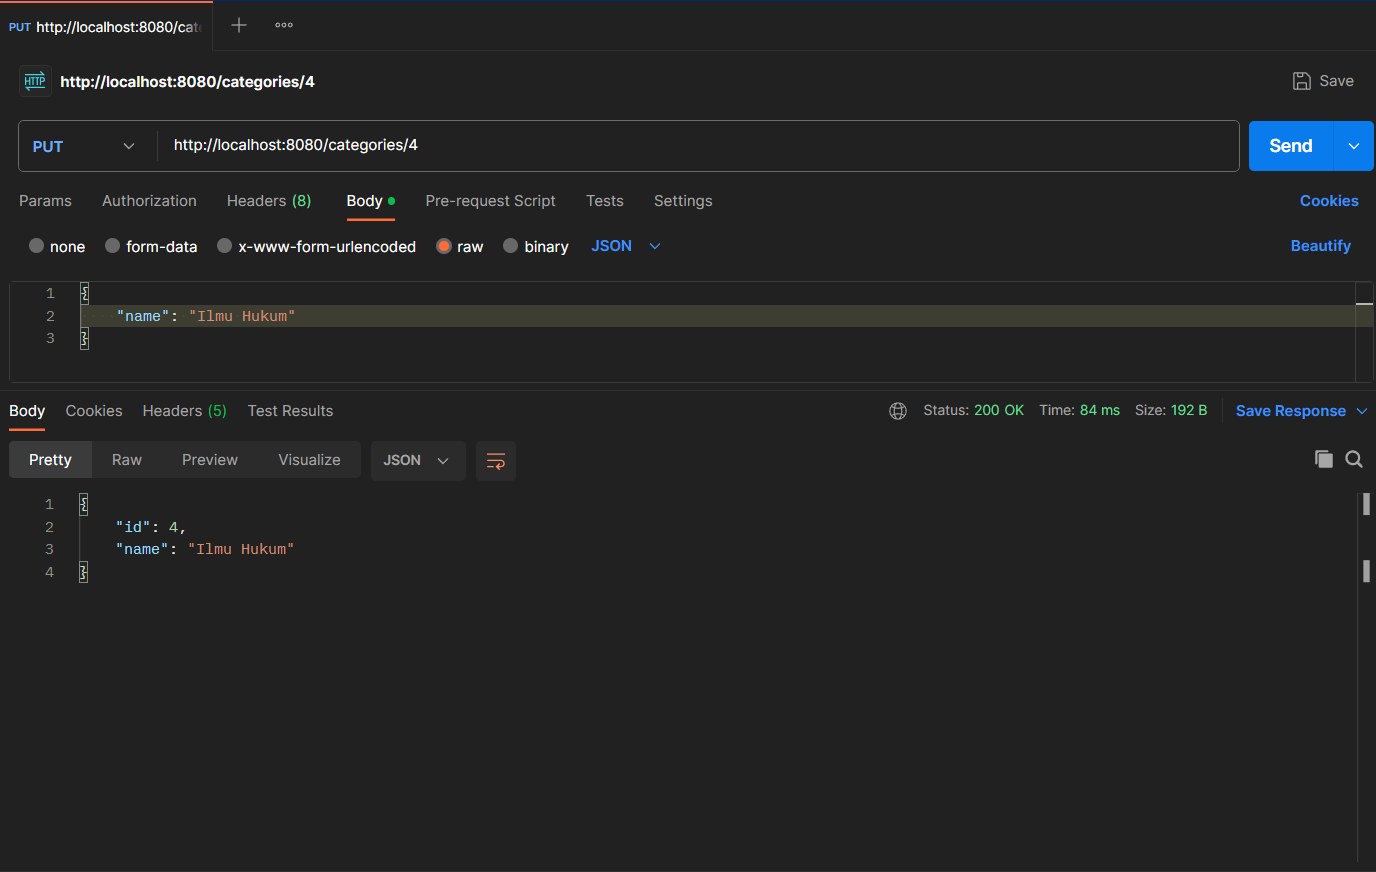 PUT http://localhost:8080/cat
HTTP http://localhost:8080/categories/4 Save
PUT http://localhost:8080/categories/4 Send
Params Authorization Headers (8) Body Pre-request Script Tests Settings Cookies
none form-data x-www-form-urlencoded raw binary JSON Beautify
1 {
2 "name": "Ilmu Hukum"
3 }
Body Cookies Headers (5) Test Results Status: 200 OK Time: 84 ms Size: 192 B Save Response
Pretty Raw Preview Visualize JSON
1 {
2 "id": 4,
3 "name": "Ilmu Hukum"
4 }